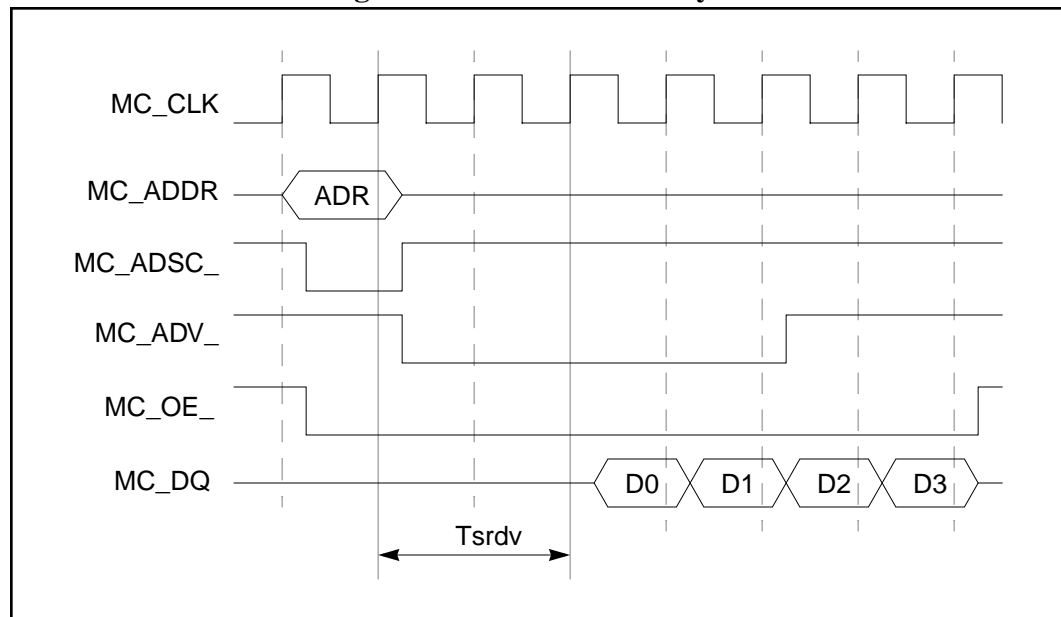 MC_CLK
MC_ADDR
ADR
MC_ADSC_
MC_ADV_
MC_OE_
MC_DQ
D0
D1
D2
D3
Tsrdv